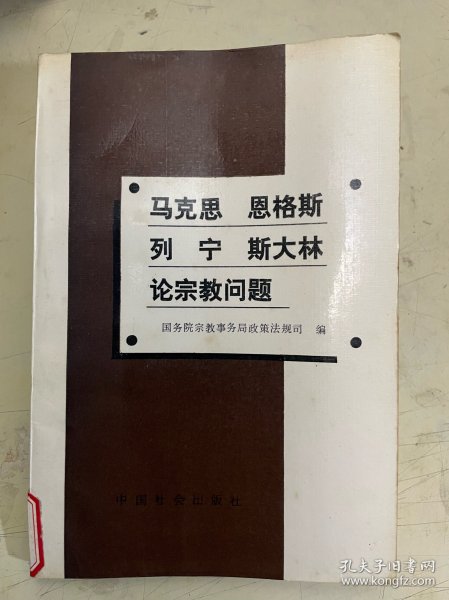 马克思 恩格斯
列宁 斯大林
论宗教问题
国务院宗教事务局政策法规司 编
中国社会出版社
孔夫子旧书网
www.kongfz.com